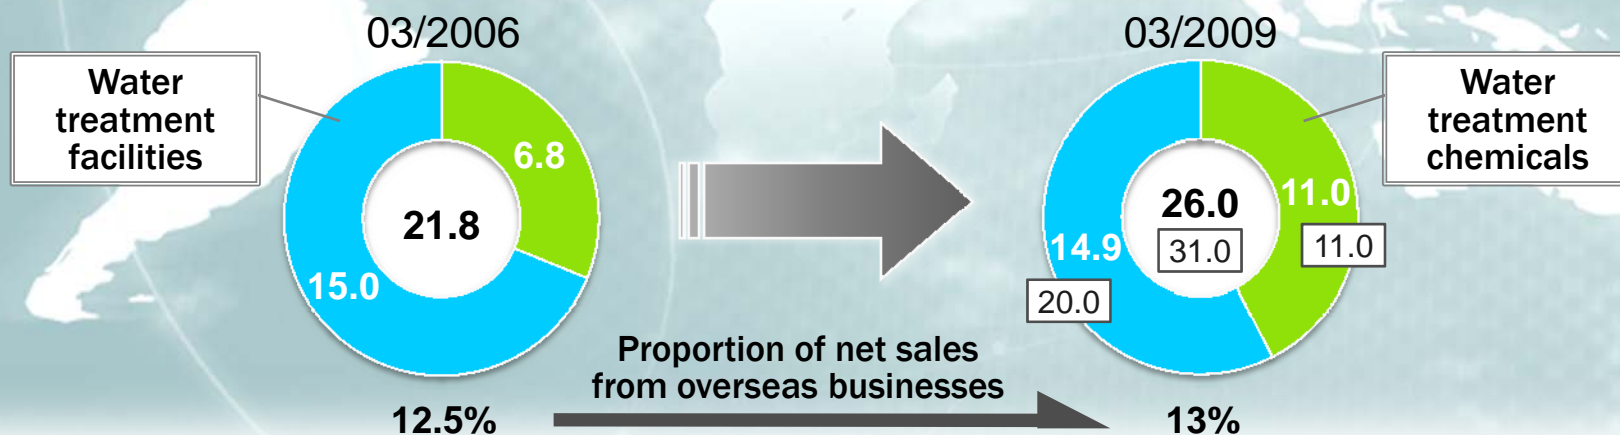 03/2006
03/2009
Water
treatment
facilities
6.8
21.8
15.0
Water
treatment
chemicals
26.0
31.0
11.0
11.0
14.9
20.0
Proportion of net sales
from overseas businesses
12.5%
13%